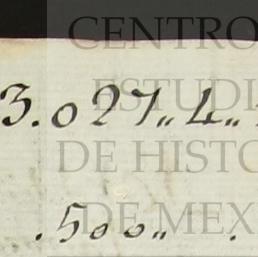 CENTRO
ESTUDI
DE HISTO
DE MEX
3.027,,4,,
.500,,